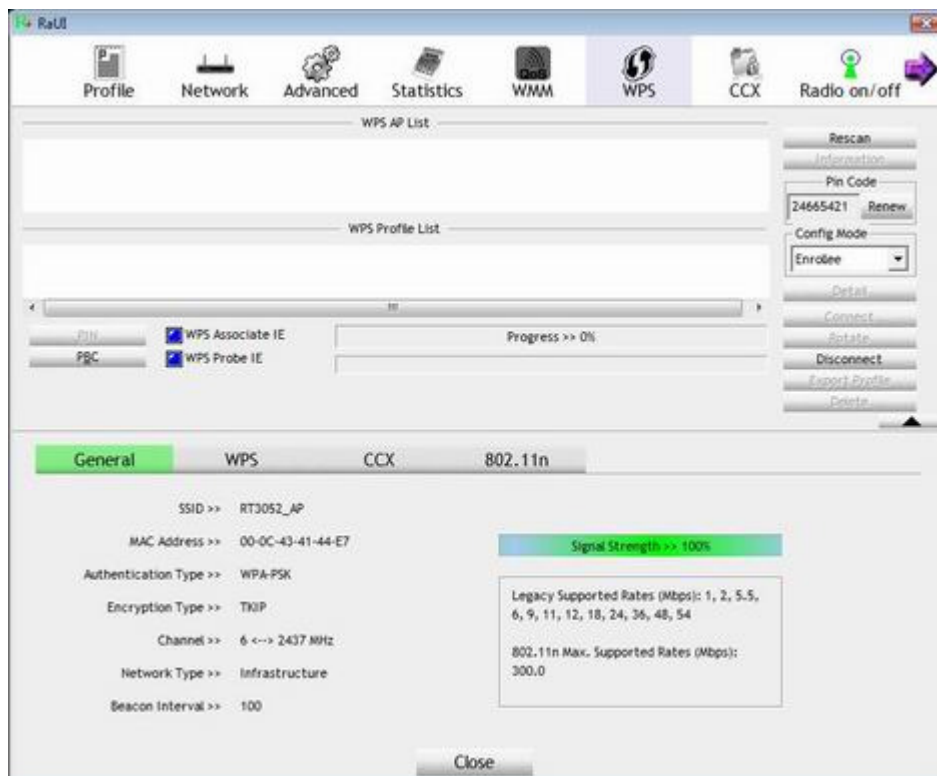 RaUI
Profile Network Advanced Statistics QoS WMM WPS CCX Radio on/off
WPS AP List
Rescan
Information
Pin Code
24665421 Renew
WPS Profile List
Config Mode
Enrollee
Detail
Connect
PIN WPS Associate IE Progress >> 0%
Rotate
PBC WPS Probe IE
Disconnect
Export Profile
Delete
General WPS CCX 802.11n
SSID >> RT3052_AP
MAC Address >> 00-0C-43-41-44-E7
Signal Strength >> 100%
Authentication Type >> WPA-PSK
Legacy Supported Rates (Mbps): 1, 2, 5.5,
6, 9, 11, 12, 18, 24, 36, 48, 54
Encryption Type >> TKIP
Channel >> 6 <--> 2437 MHz
802.11n Max. Supported Rates (Mbps):
300.0
Network Type >> Infrastructure
Beacon Interval >> 100
Close